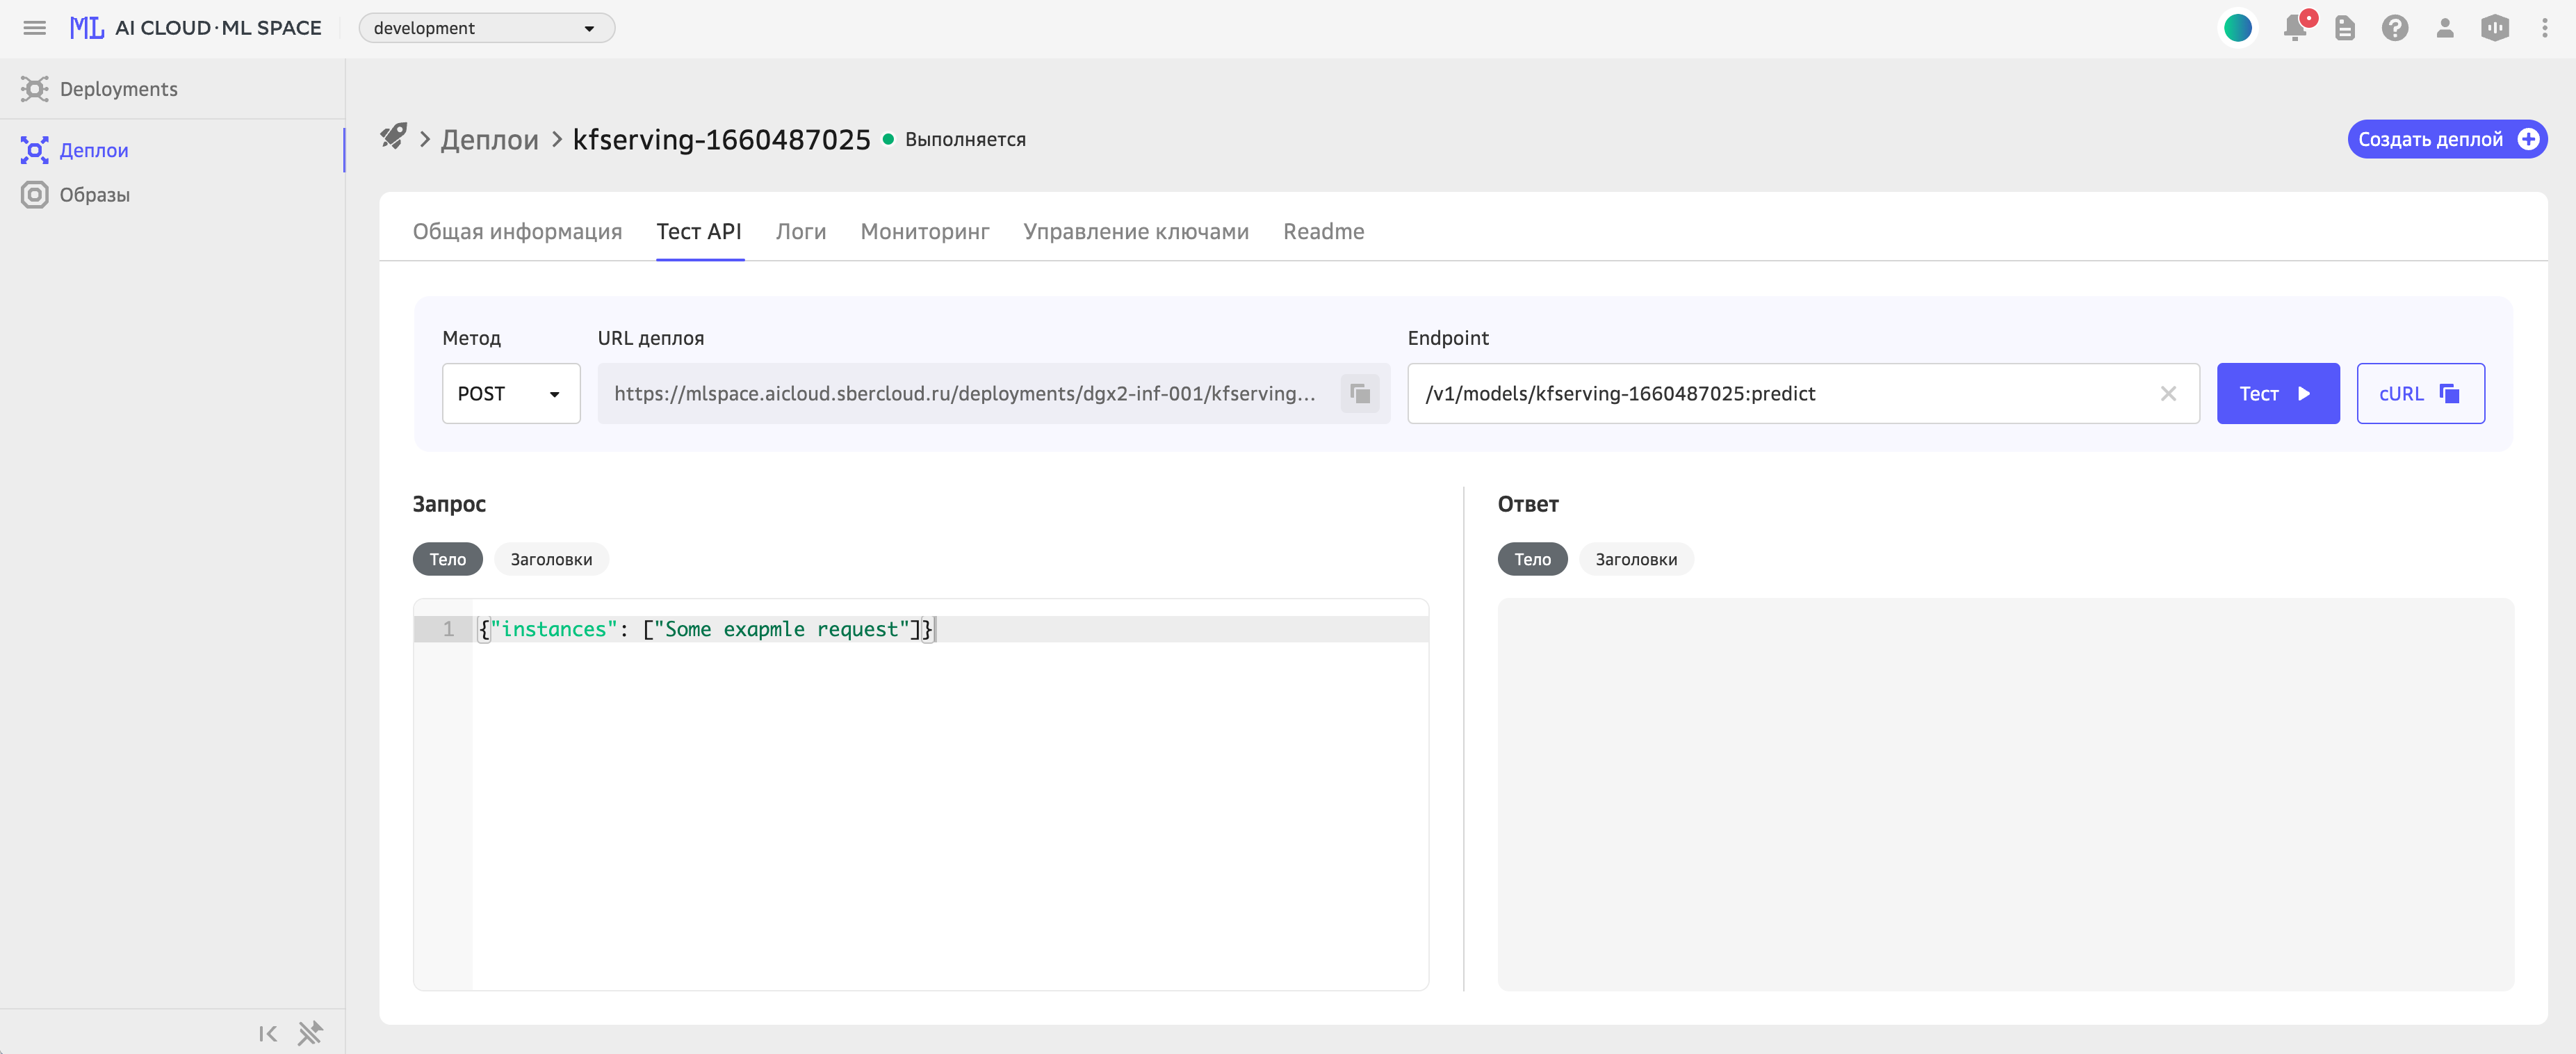 ML AI CLOUD·ML SPACE
development
Deployments
Деплои
Образы
> Деплои > kfserving-1660487025 Выполняется
Создать деплой
Общая информация Тест API Логи Мониторинг Управление ключами Readme
Метод URL деплоя Endpoint
POST https://mlspace.aicloud.sbercloud.ru/deployments/dgx2-inf-001/kfserving... /v1/models/kfserving-1660487025:predict Тест cURL
Запрос
Тело Заголовки
1 {"instances": ["Some exapmle request"]}
Ответ
Тело Заголовки